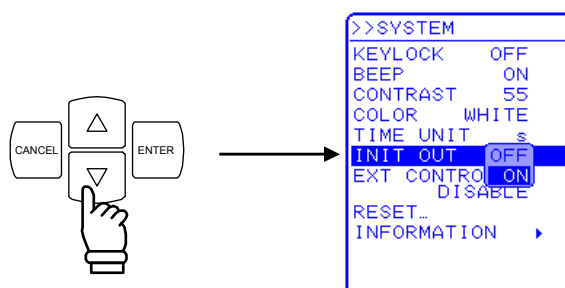 CANCEL
ENTER
>>SYSTEM
KEYLOCK OFF
BEEP ON
CONTRAST 55
COLOR WHITE
TIME UNIT s
INIT OUT OFF
EXT CONTRO ON
DISABLE
RESET…
INFORMATION